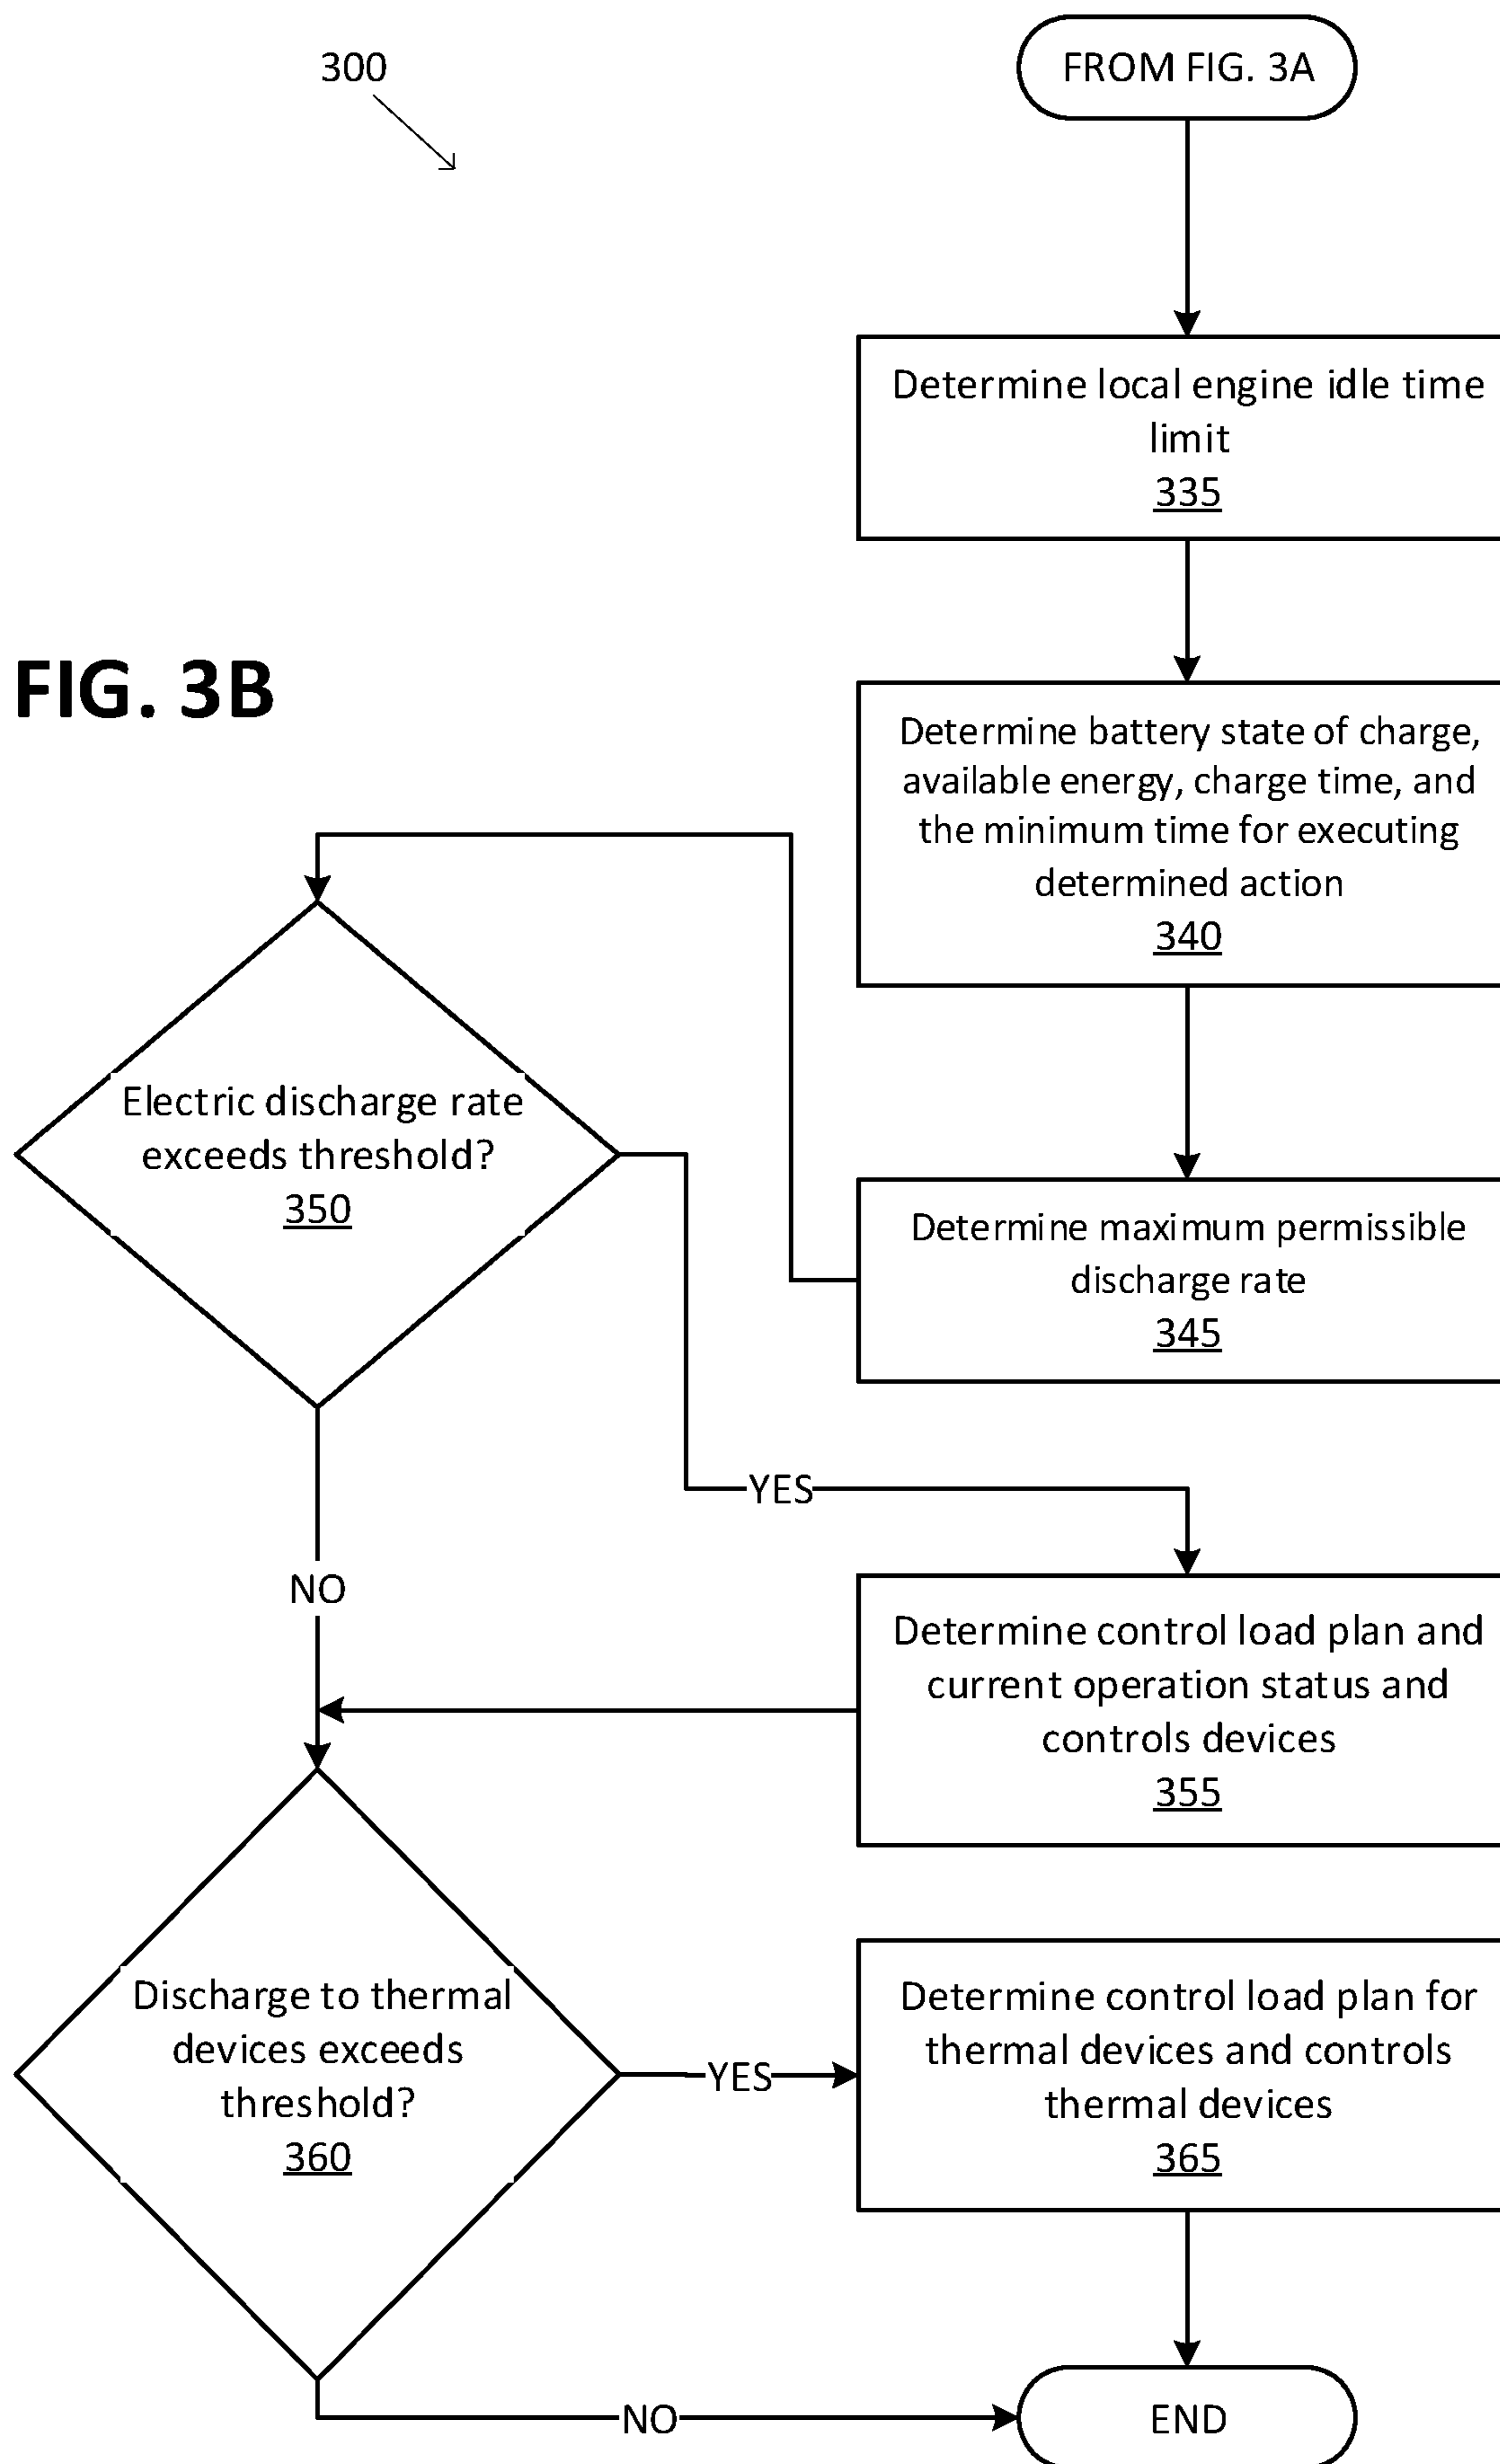 300
FROM FIG. 3A
Determine local engine idle time
limit
335
FIG. 3B
Determine battery state of charge,
available energy, charge time, and
the minimum time for executing
determined action
340
Electric discharge rate
exceeds threshold?
350
Determine maximum permissible
discharge rate
345
YES
NO
Determine control load plan and
current operation status and
controls devices
355
Discharge to thermal
devices exceeds
threshold?
360
YES
Determine control load plan for
thermal devices and controls
thermal devices
365
NO
END